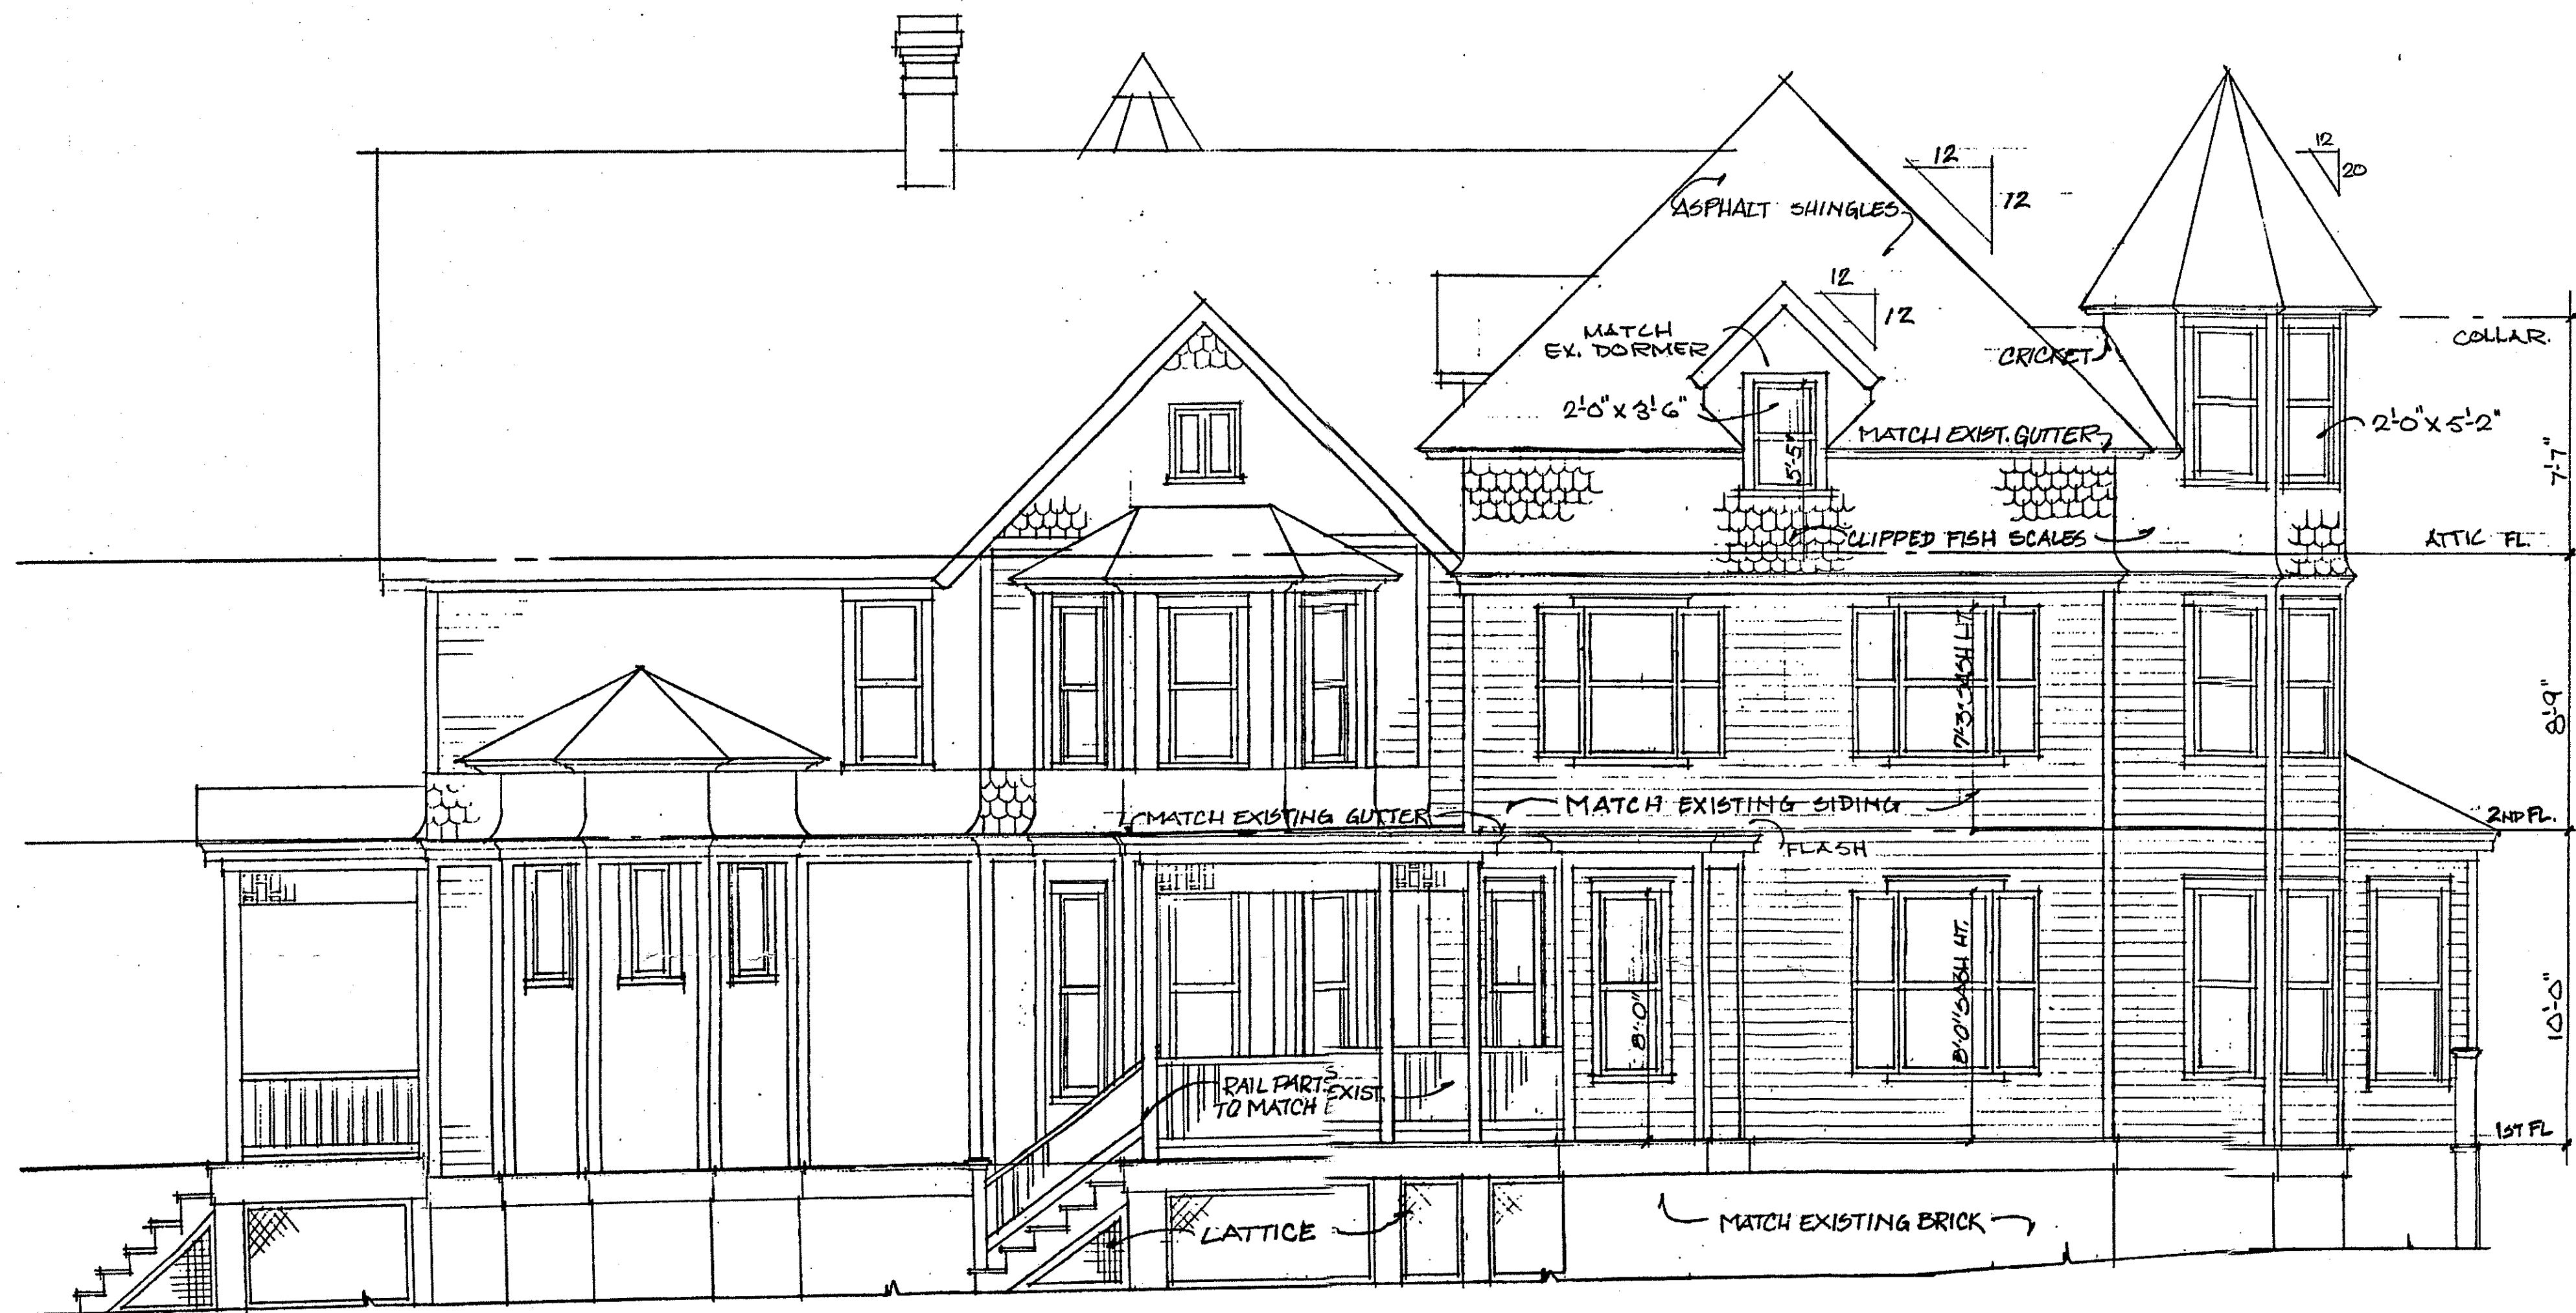 12
12
12
20
ASPHALT SHINGLES
12
12
MATCH
EX. DORMER
CRICKET
COLLAR.
2'-0" X 3'-6"
2'-0" X 5'-2"
MATCH EXIST. GUTTER
5'-5"
7'-7"
CLIPPED FISH SCALES
ATTIC FL.
7'-3" SASH HT.
8'-9"
MATCH EXISTING GUTTER
MATCH EXISTING SIDING
2ND FL.
FLASH
8'-0"
8'-0" SASH HT.
10'-0"
RAIL PARTS
TO MATCH EXIST.
1ST FL
LATTICE
MATCH EXISTING BRICK